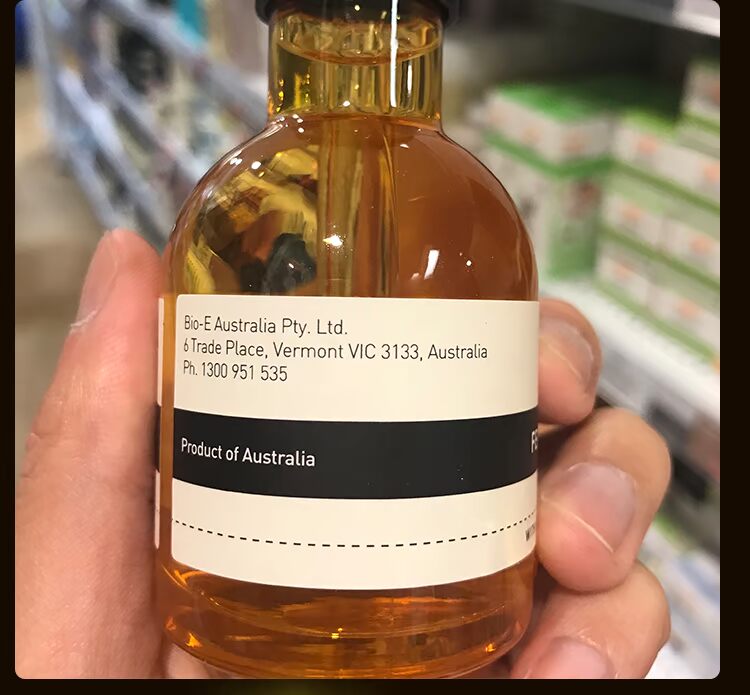 Bio-E Australia Pty. Ltd.
6 Trade Place, Vermont VIC 3133, Australia
Ph. 1300 951 535
Product of Australia